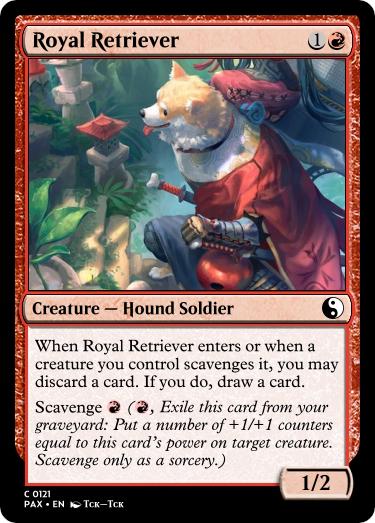 Royal Retriever 1
Creature — Hound Soldier
When Royal Retriever enters or when a
creature you control scavenges it, you may
discard a card. If you do, draw a card.
Scavenge (, Exile this card from your
graveyard: Put a number of +1/+1 counters
equal to this card's power on target creature.
Scavenge only as a sorcery.)
1/2
C 0121
PAX • EN Tck–Tck